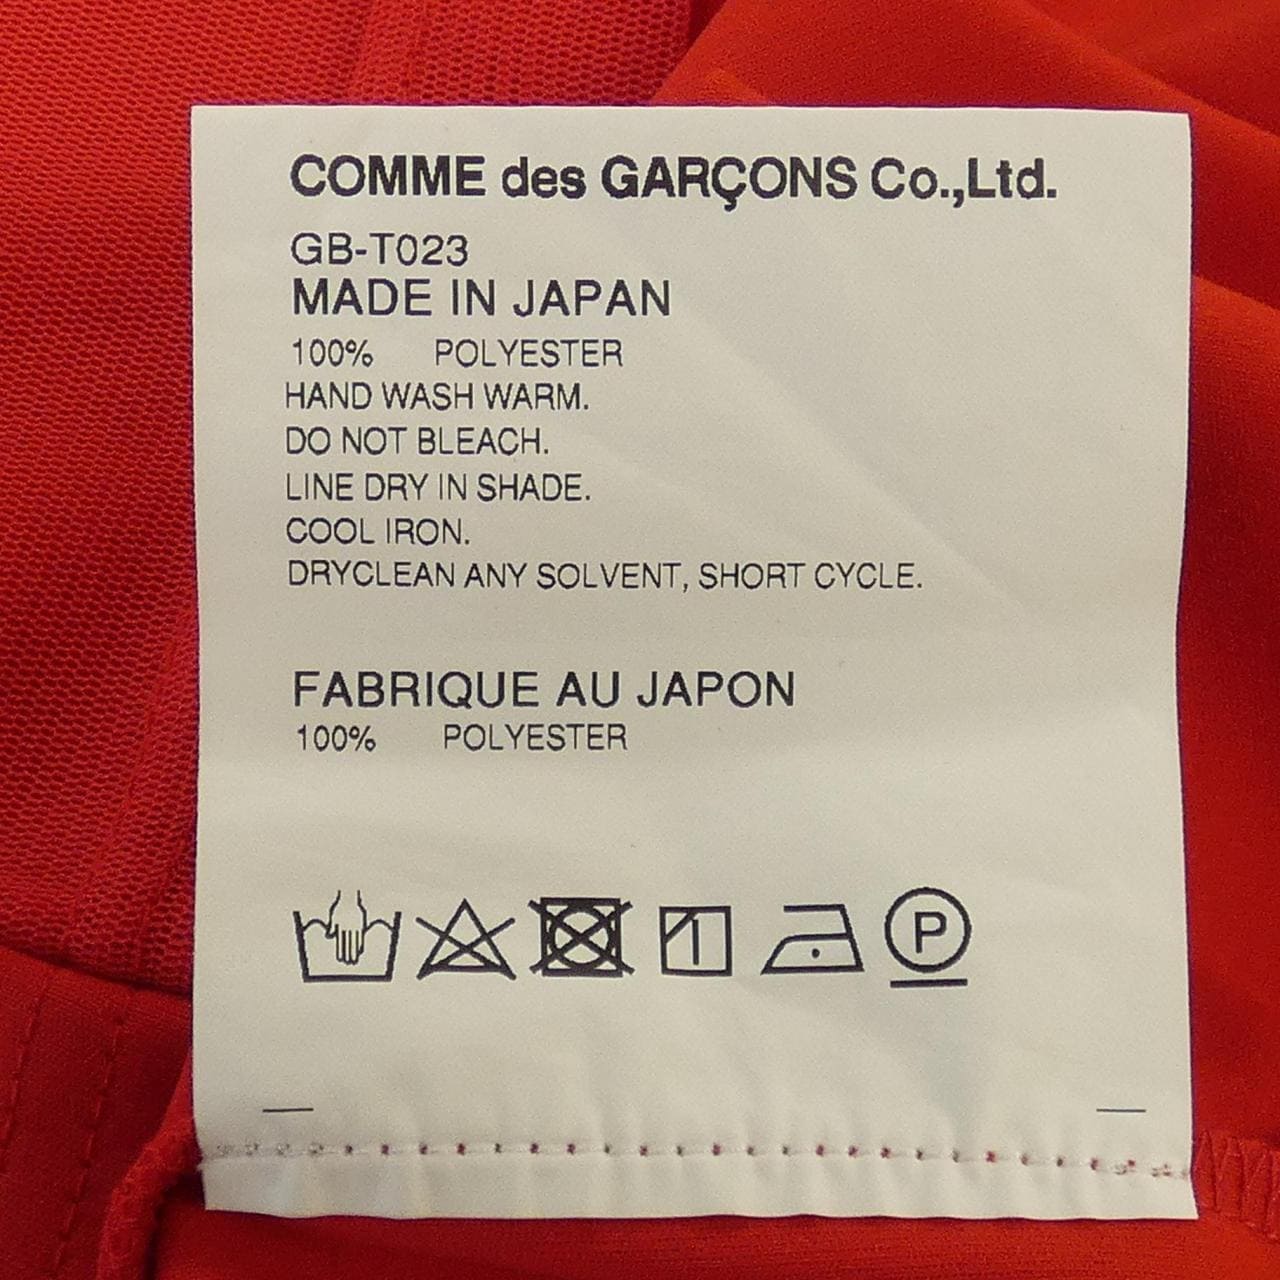 COMME des GARÇONS Co.,Ltd.
GB-T023
MADE IN JAPAN
100% POLYESTER
HAND WASH WARM.
DO NOT BLEACH.
LINE DRY IN SHADE.
COOL IRON.
DRYCLEAN ANY SOLVENT, SHORT CYCLE.
FABRIQUE AU JAPON
100% POLYESTER
P